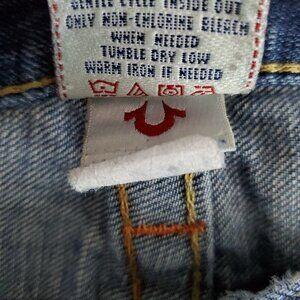 GENTLE CYCLE INSIDE OUT
ONLY NON-CHLORINE BLEACH
WHEN NEEDED
TUMBLE DRY LOW
WARM IRON IF NEEDED